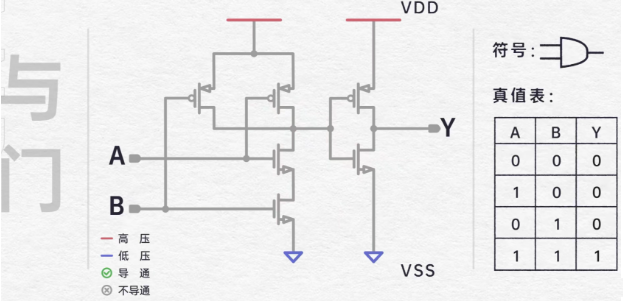 与
门
VDD
A
B
Y
VSS
高 压
低 压
导 通
不导通
符号:
真值表:
A B Y
0 0 0
1 0 0
0 1 0
1 1 1